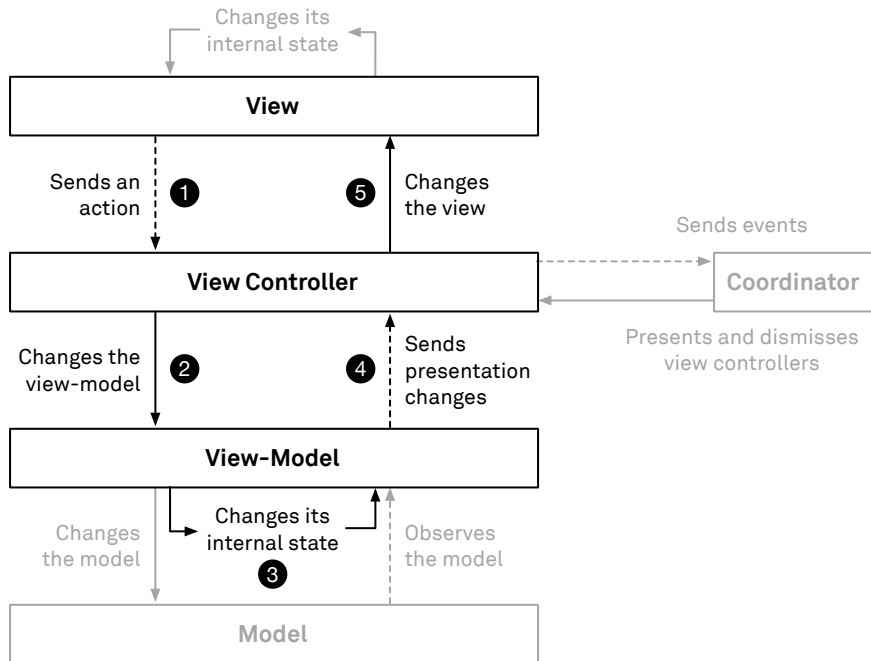 Changes its
internal state
View
Sends an
action
1
5
Changes
the view
Sends events
View Controller
Coordinator
Presents and dismisses
view controllers
Changes the
view-model
2
4
Sends
presentation
changes
View-Model
Changes
the model
Changes its
internal state
3
Observes
the model
Model